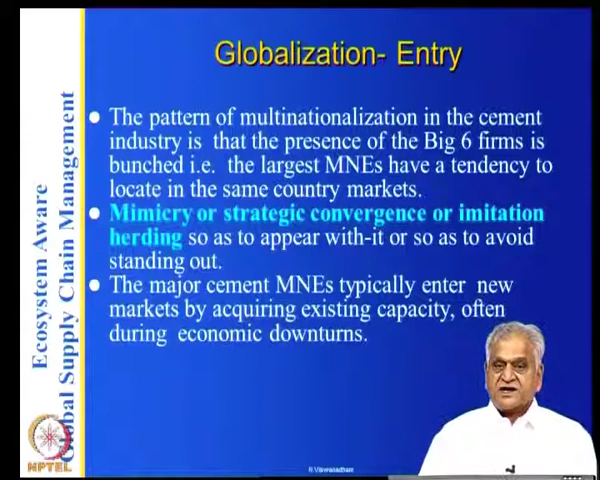 Globalization- Entry
The pattern of multinationalization in the cement
industry is that the presence of the Big 6 firms is
bunched i.e. the largest MNEs have a tendency to
locate in the same country markets.
Mimicry or strategic convergence or imitation
herding so as to appear with-it or so as to avoid
standing out.
The major cement MNEs typically enter new
markets by acquiring existing capacity, often
during economic downturns.
Ecosystem Aware
Global Supply Chain Management
NPTEL
N.Viswanadham